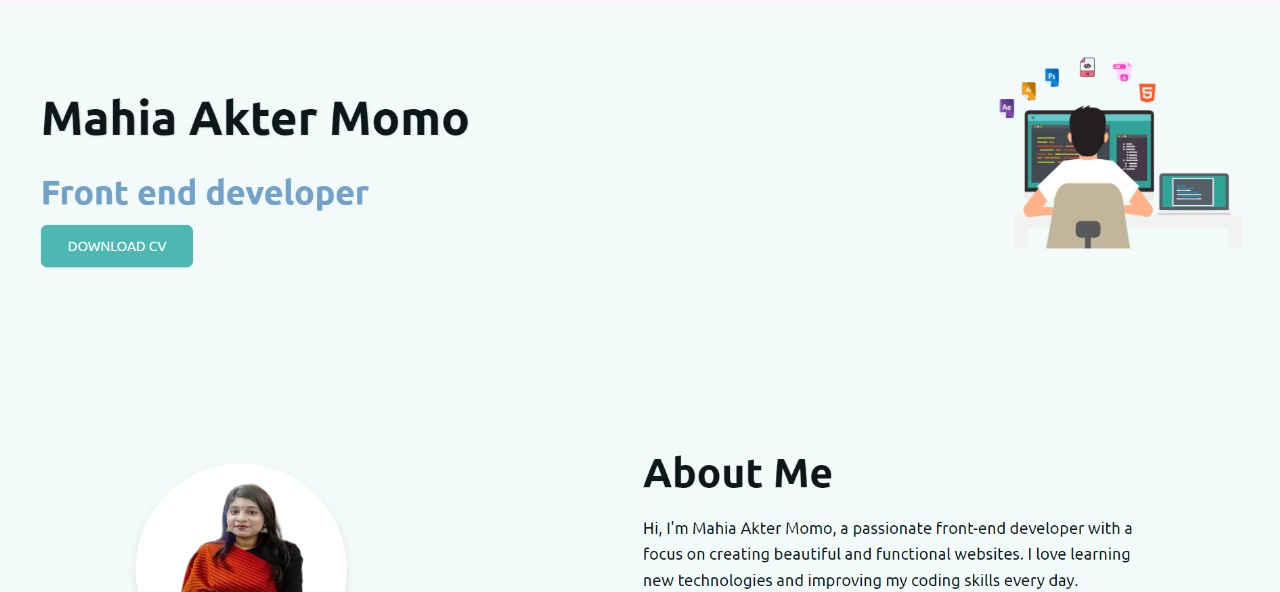 Mahia Akter Momo
Front end developer
DOWNLOAD CV
Ps
Ae
About Me
Hi, I'm Mahia Akter Momo, a passionate front-end developer with a
focus on creating beautiful and functional websites. I love learning
new technologies and improving my coding skills every day.